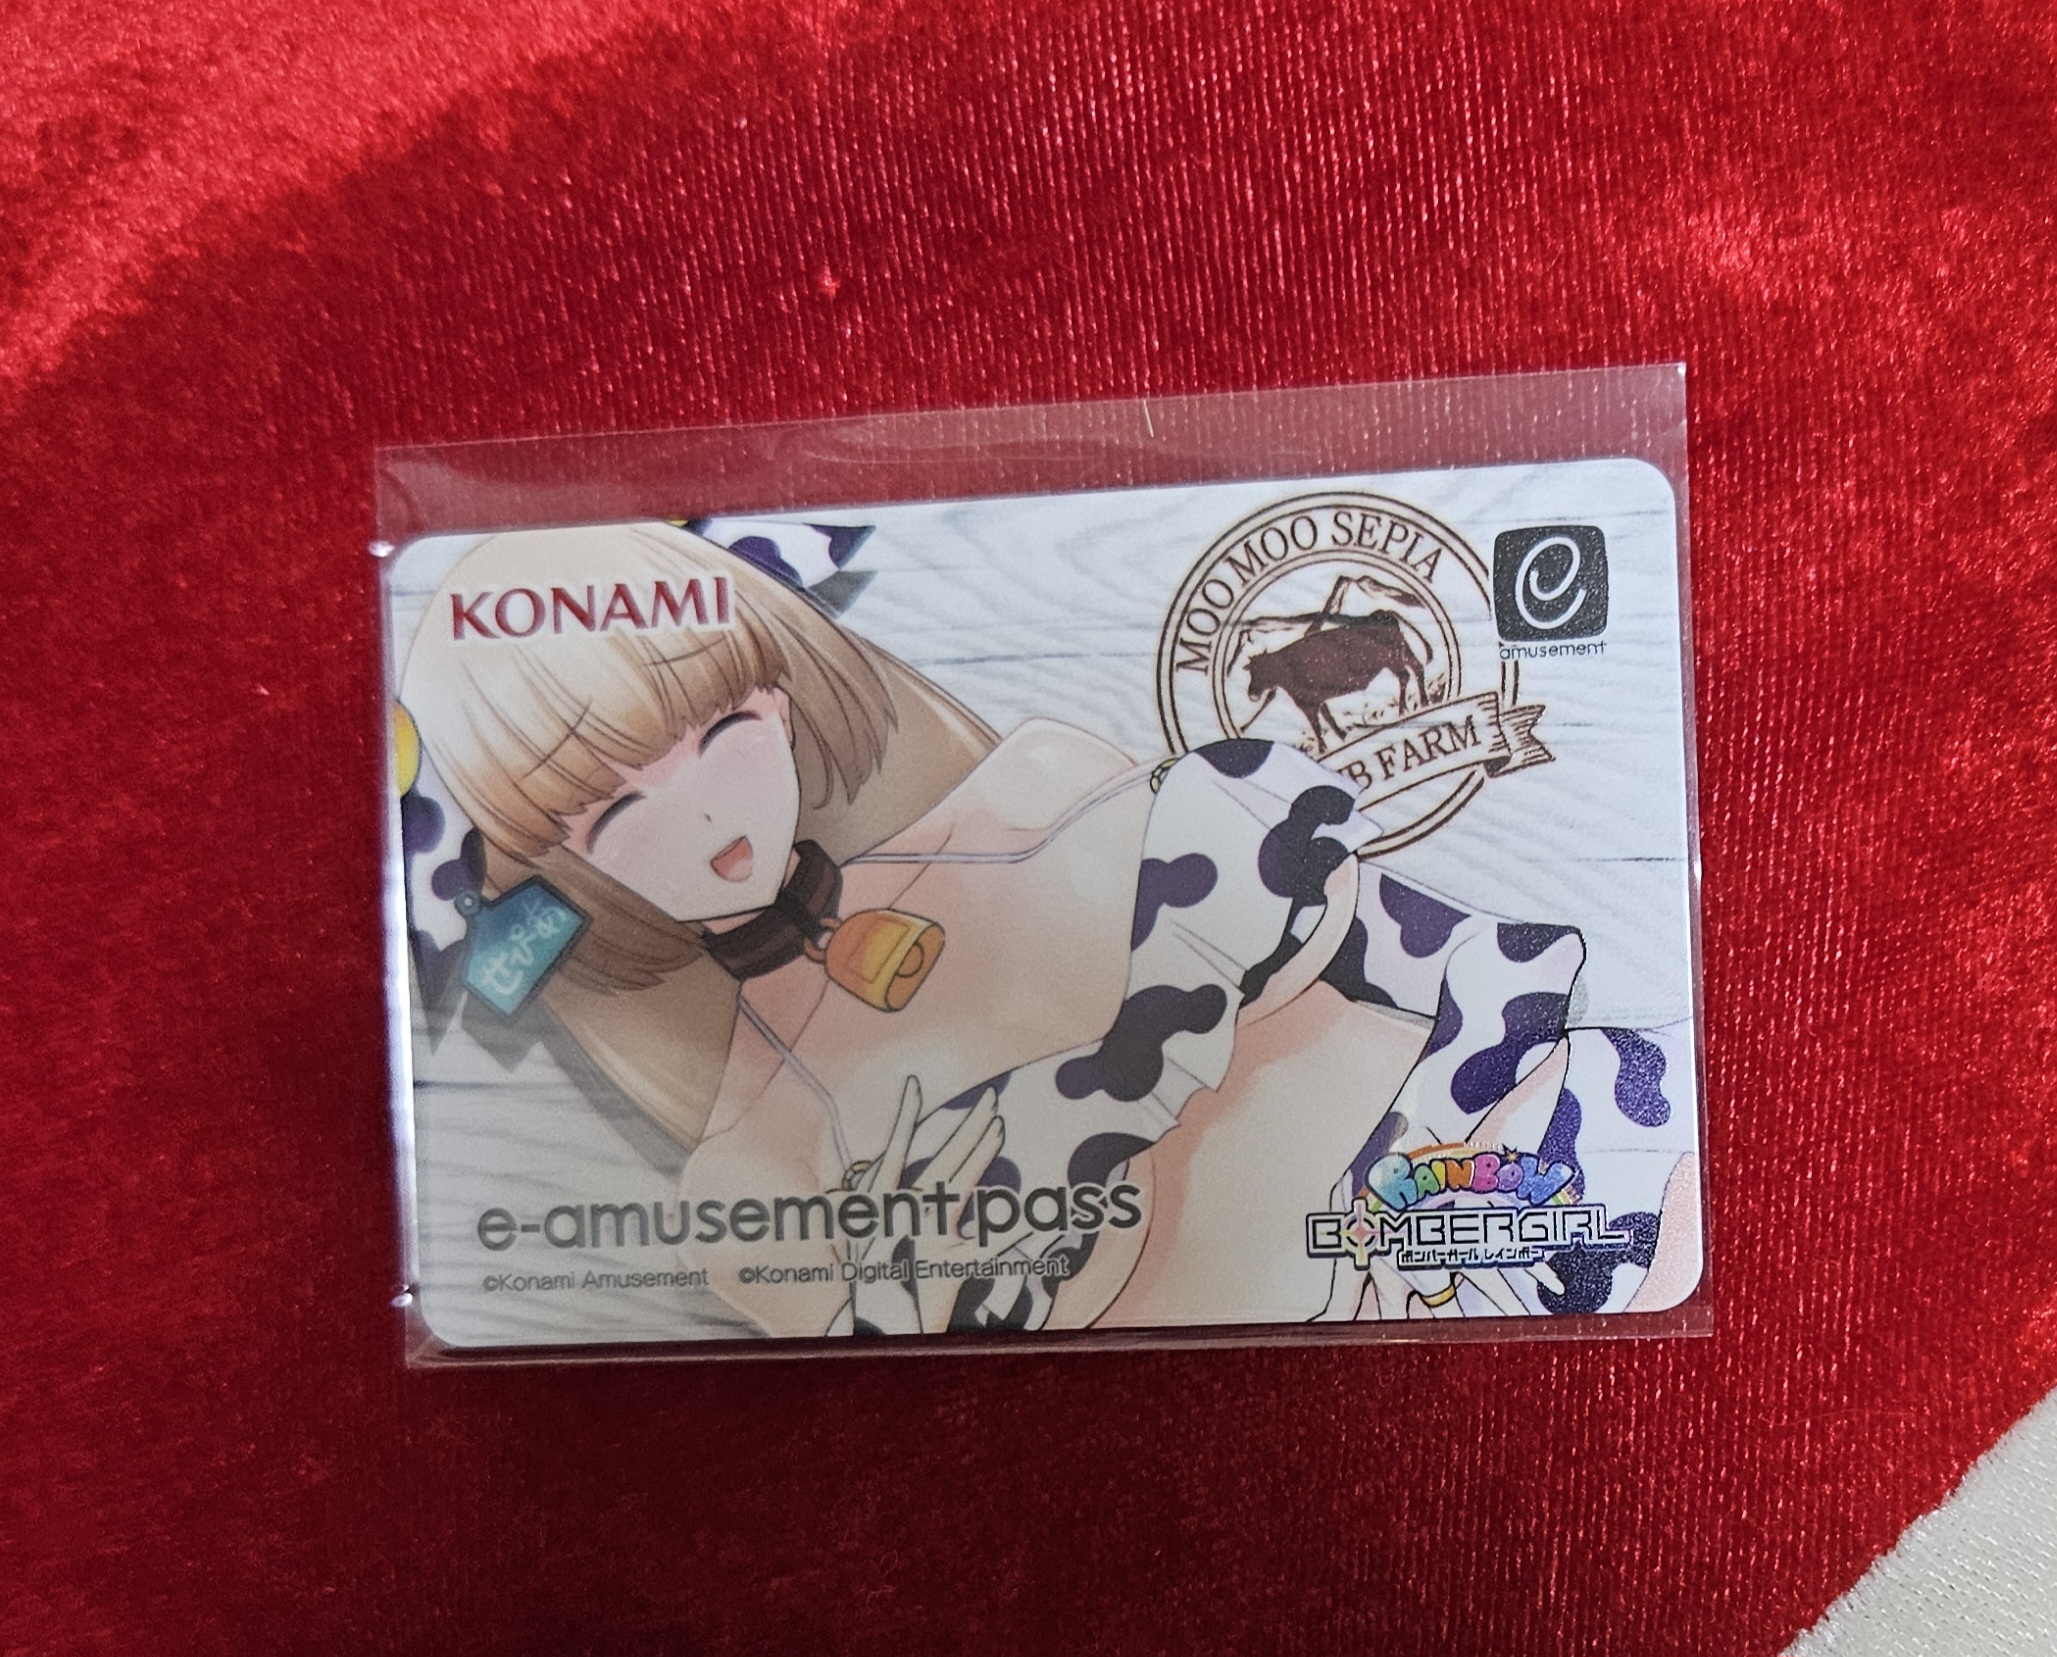 KONAMI
MOO MOO SEPIA
B FARM
e
amusement
せぴあ
e-amusement pass
©Konami Amusement ©Konami Digital Entertainment
RAINBOW
BOMBERGIRL
ボンバーガール レインボー